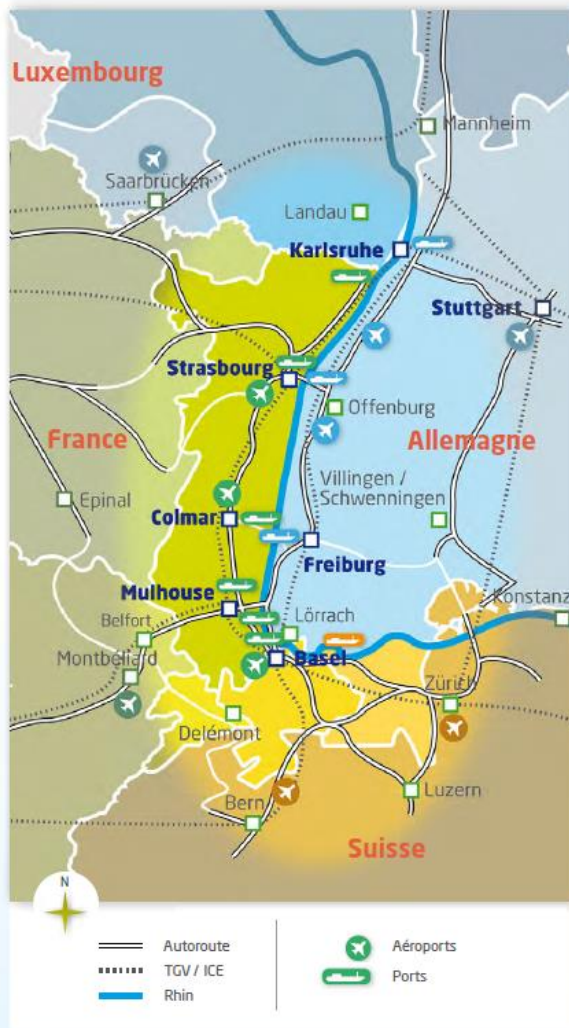 Luxembourg
Mannheim
Saarbrücken
Landau
Karlsruhe
Stuttgart
Strasbourg
Offenburg
France
Allemagne
Villingen /
Schwenningen
Epinal
Colmar
Freiburg
Mulhouse
Konstanz
Belfort
Lörrach
Montbéliard
Basel
Zürich
Delémont
Luzern
Bern
Suisse
N
Autoroute
TGV / ICE
Rhin
Aéroports
Ports